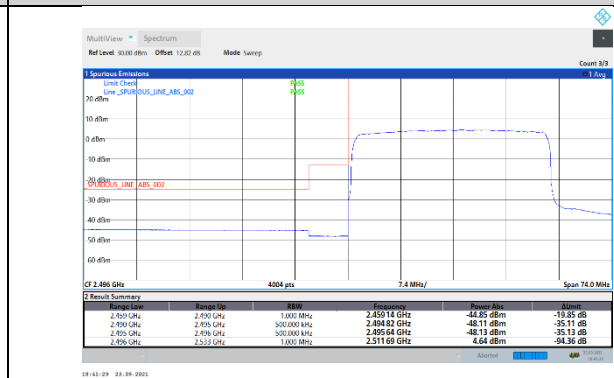 MultiView Spectrum
Ref Level 30.00 dBm Offset 12.82 dB Mode Sweep
Count 3/3
1 Spurious Emissions 1 Avg
Limit Check PASS
Line _SPURIOUS_LINE_ABS_002 PASS
20 dBm
10 dBm
0 dBm
-10 dBm
-20 dBm
SPURIOUS_LINE_ABS_002
-30 dBm
-40 dBm
-50 dBm
-60 dBm
CF 2.496 GHz 4004 pts 7.4 MHz/ Span 74.0 MHz
2 Result Summary
Range Low Range Up RBW Frequency Power Abs ΔLimit
2.459 GHz 2.490 GHz 1.000 MHz 2.45914 GHz -44.85 dBm -19.85 dB
2.490 GHz 2.495 GHz 500.000 kHz 2.49482 GHz -48.11 dBm -35.11 dB
2.495 GHz 2.496 GHz 500.000 kHz 2.49564 GHz -48.13 dBm -35.13 dB
2.496 GHz 2.533 GHz 1.000 MHz 2.51169 GHz 4.64 dBm -94.36 dB
Aborted
18:41:29 23.09.2021